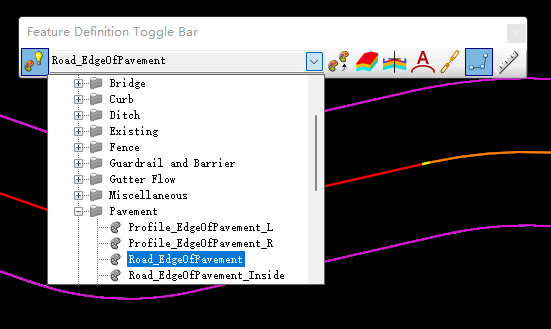 Feature Definition Toggle Bar
Road_EdgeOfPavement
Bridge
Curb
Ditch
Existing
Fence
Guardrail and Barrier
Gutter Flow
Miscellaneous
Pavement
Profile_EdgeOfPavement_L
Profile_EdgeOfPavement_R
Road_EdgeOfPavement
Road_EdgeOfPavement_Inside